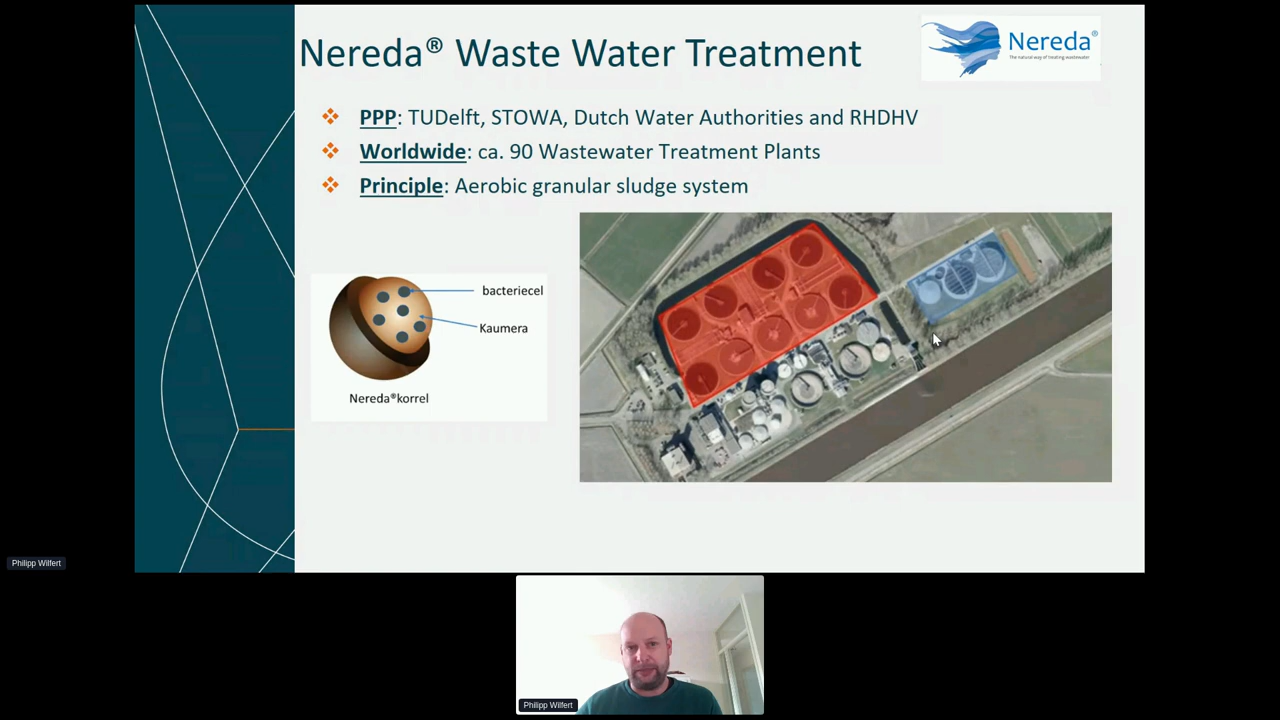 Nereda® Waste Water Treatment
Nereda®
The natural way of treating wastewater
PPP: TUDelft, STOWA, Dutch Water Authorities and RHDHV
Worldwide: ca. 90 Wastewater Treatment Plants
Principle: Aerobic granular sludge system
bacteriecel
Kaumera
Nereda®korrel
Philipp Wilfert
Philipp Wilfert